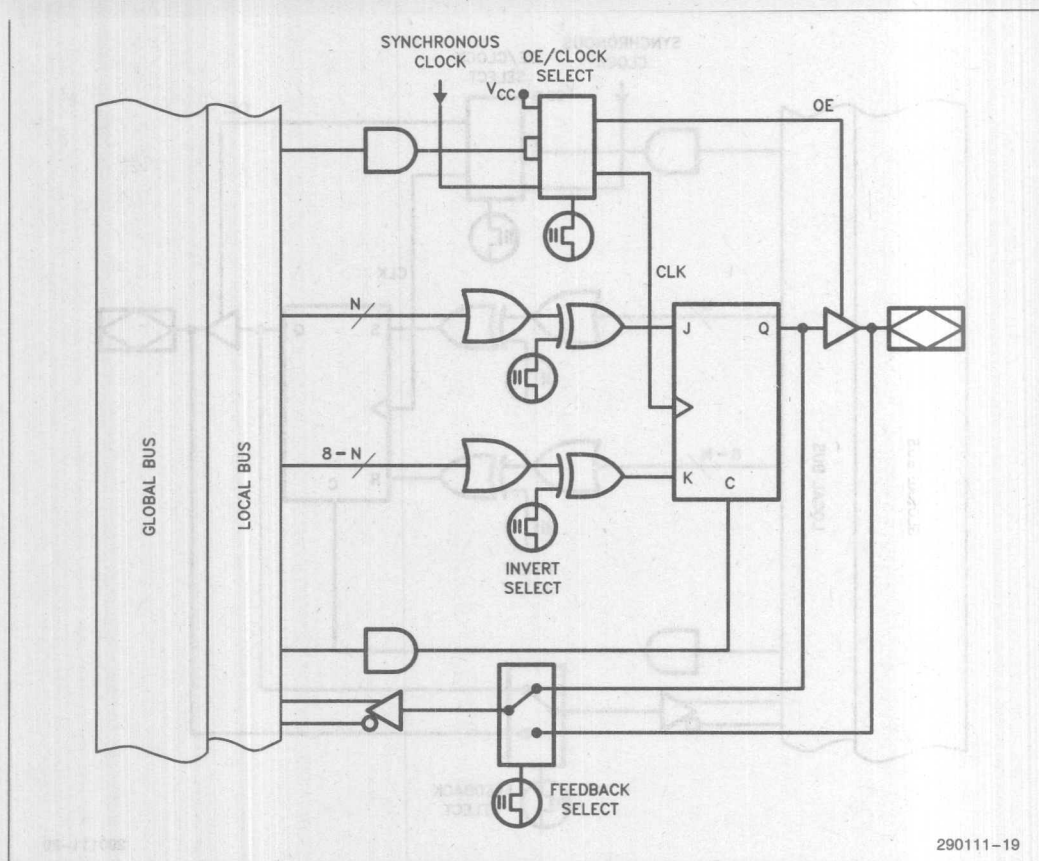 SYNCHRONOUS
CLOCK
OE/CLOCK
SELECT
VCC
OE
CLK
N
J
Q
8-N
K
C
GLOBAL BUS
LOCAL BUS
INVERT
SELECT
FEEDBACK
SELECT
290111-19